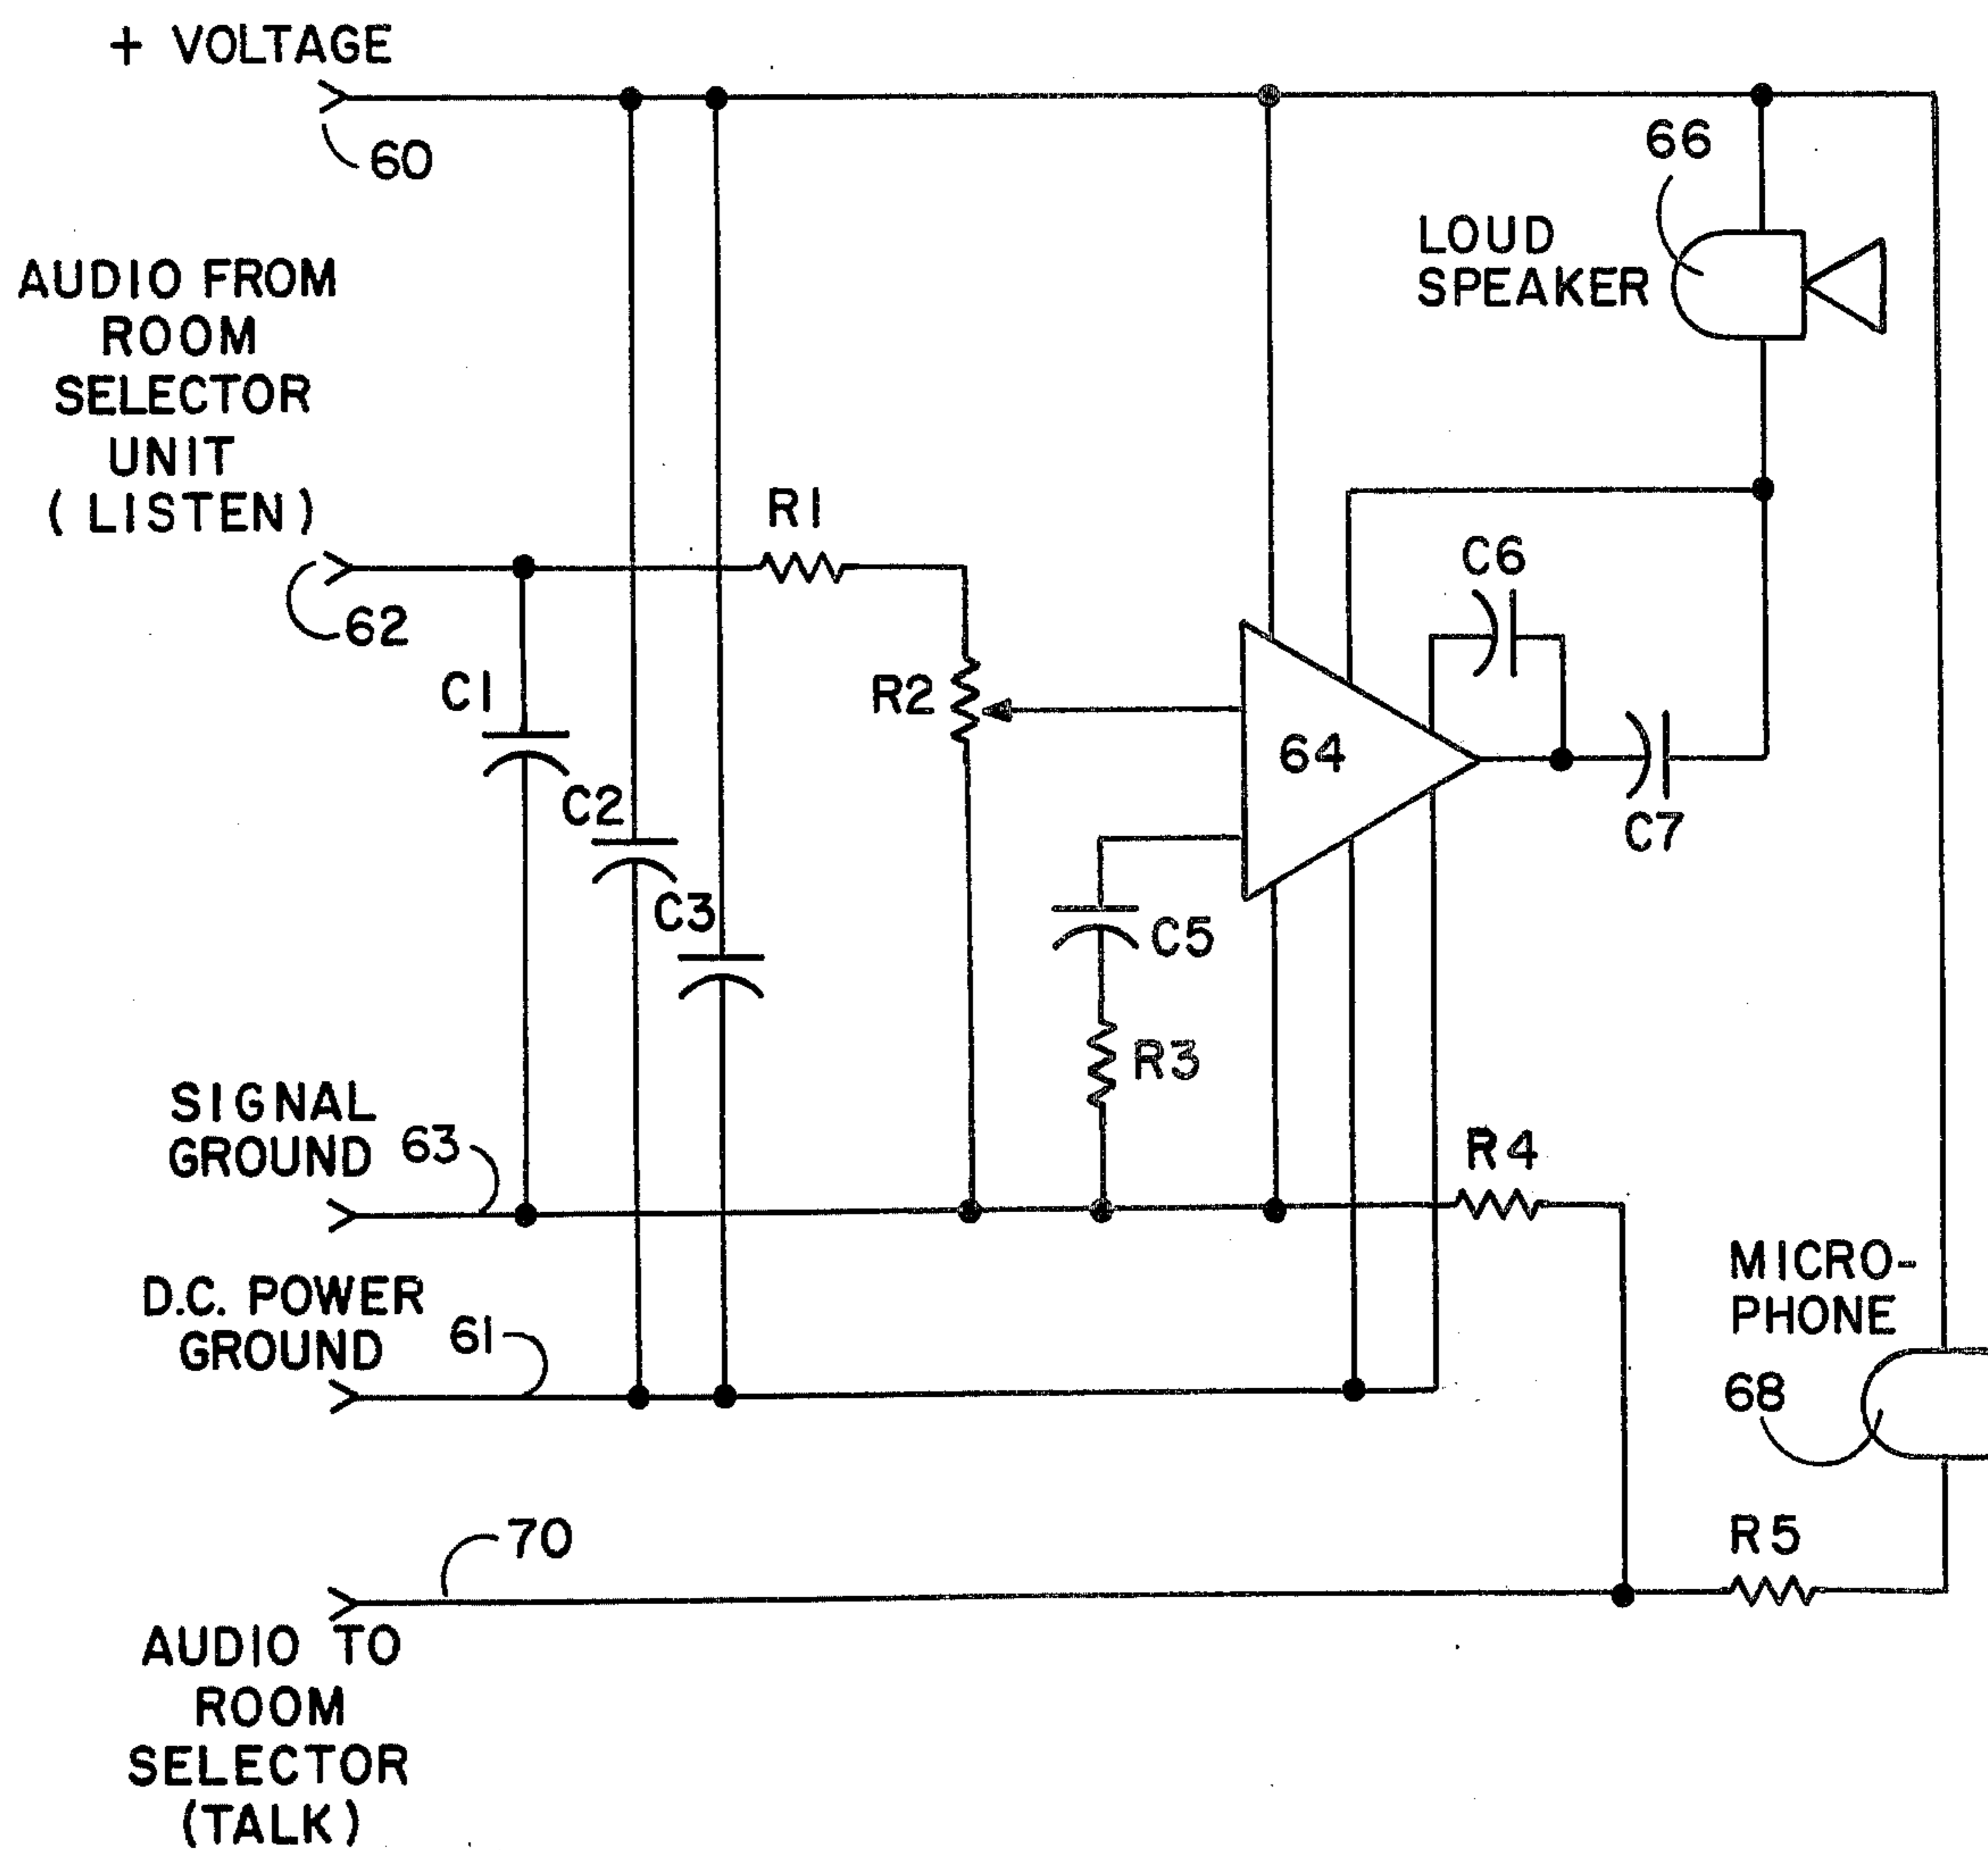 + VOLTAGE
60
66
LOUD
SPEAKER
AUDIO FROM
ROOM
SELECTOR
UNIT
( LISTEN )
62
R1
C6
C1
R2
64
C2
C7
C3
C5
R3
SIGNAL
GROUND
63
R4
D.C. POWER
GROUND
61
MICRO-
PHONE
68
70
R5
AUDIO TO
ROOM
SELECTOR
(TALK)